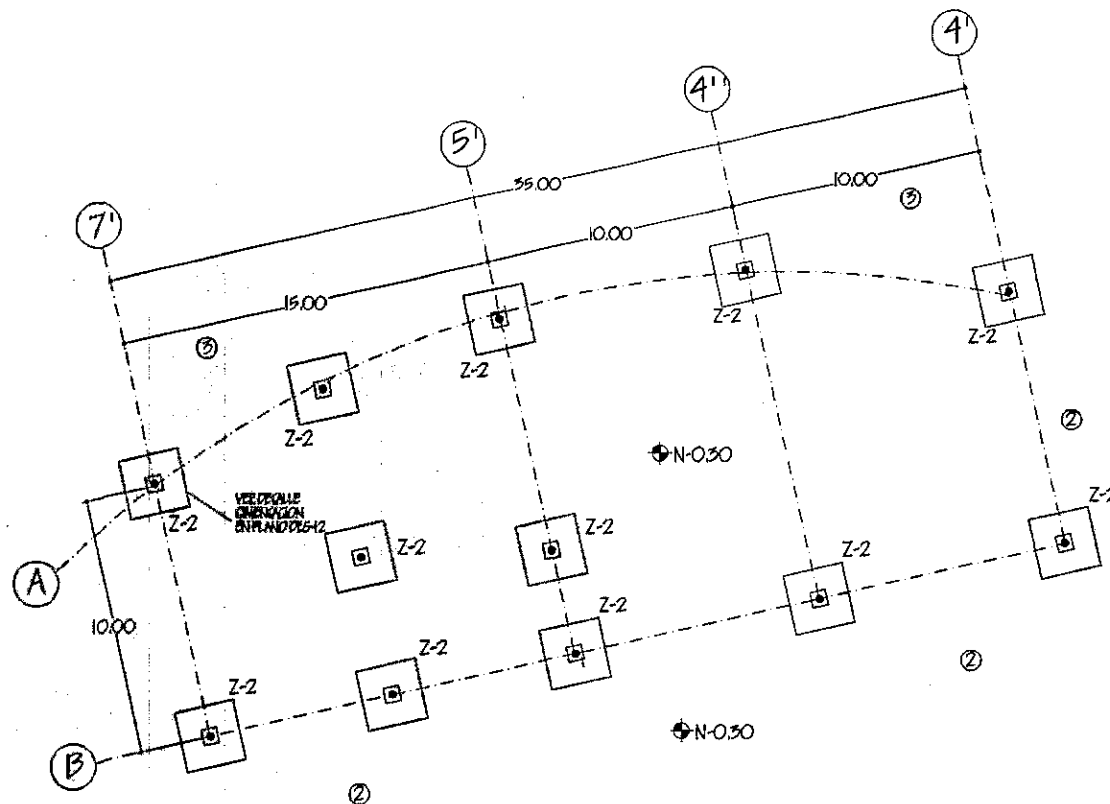 4'
4''
5'
35.00
10.00
③
7'
10.00
15.00
Z-2
Z-2
③
Z-2
②
Z-2
N-0.30
Z-2
Z-2
VER DETALLE
CIMENTACION
EN PLANO DES-12
Z-2
Z-2
Z-2
A
10.00
Z-2
②
Z-2
Z-2
N-0.30
B
②